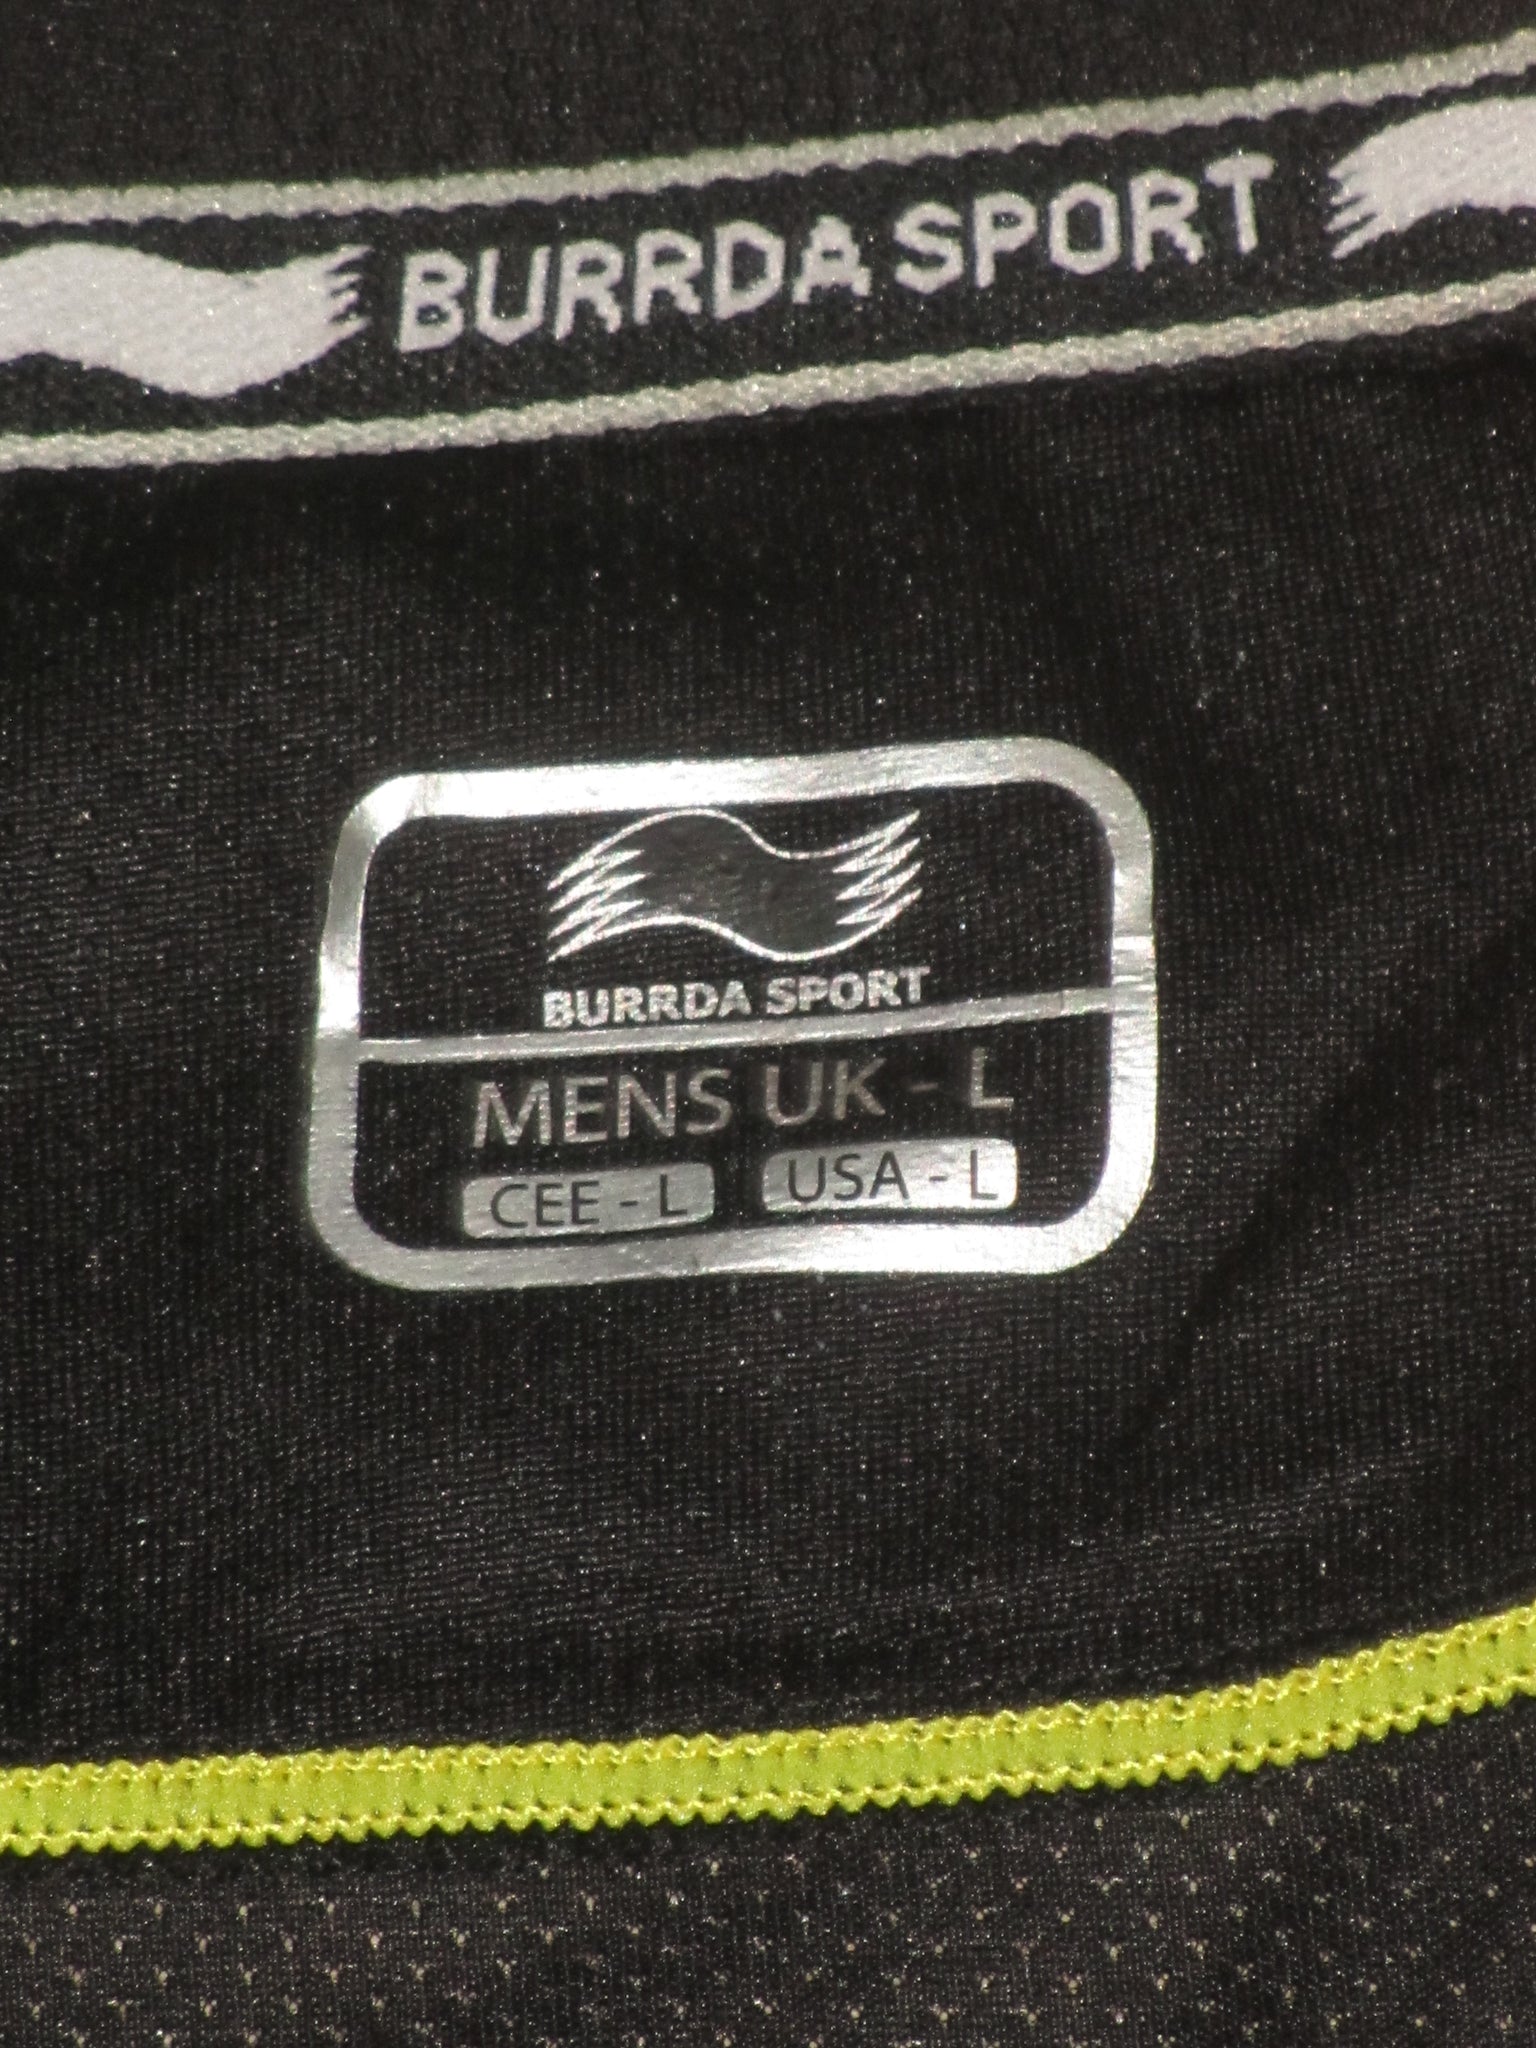 BURRDA SPORT
BURRDA SPORT
MENS UK - L
CEE - L USA - L